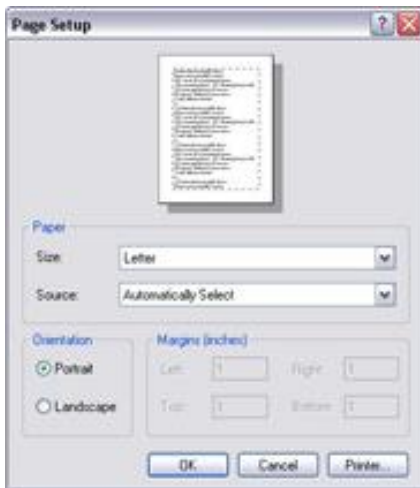 Page Setup
Paper
Size: Letter
Source: Automatically Select
Orientation
Portrait
Landscape
Margins (inches)
Left: 1 Right: 1
Top: 1 Bottom: 1
OK Cancel Printer...